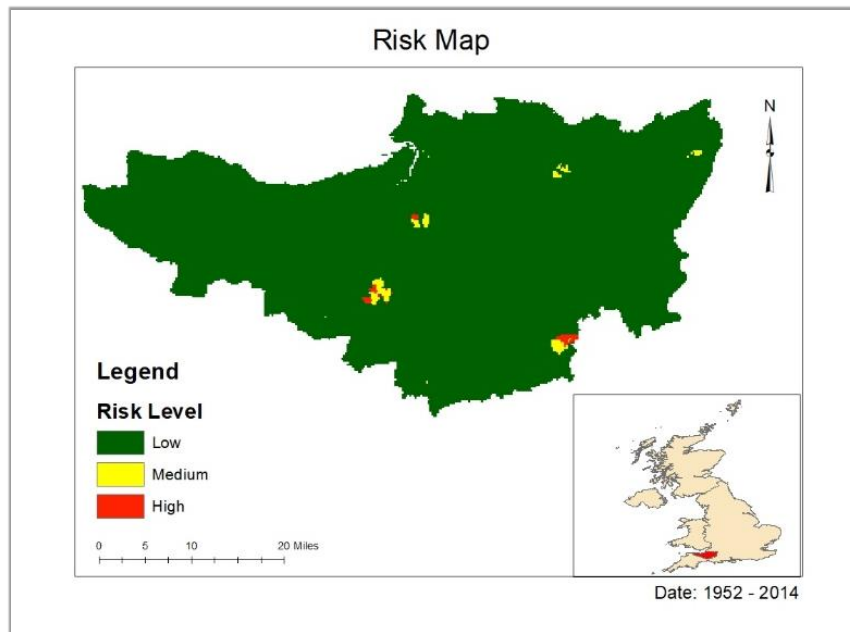 Risk Map
N
Legend
Risk Level
Low
Medium
High
0 5 10 20 Miles
Date: 1952 - 2014